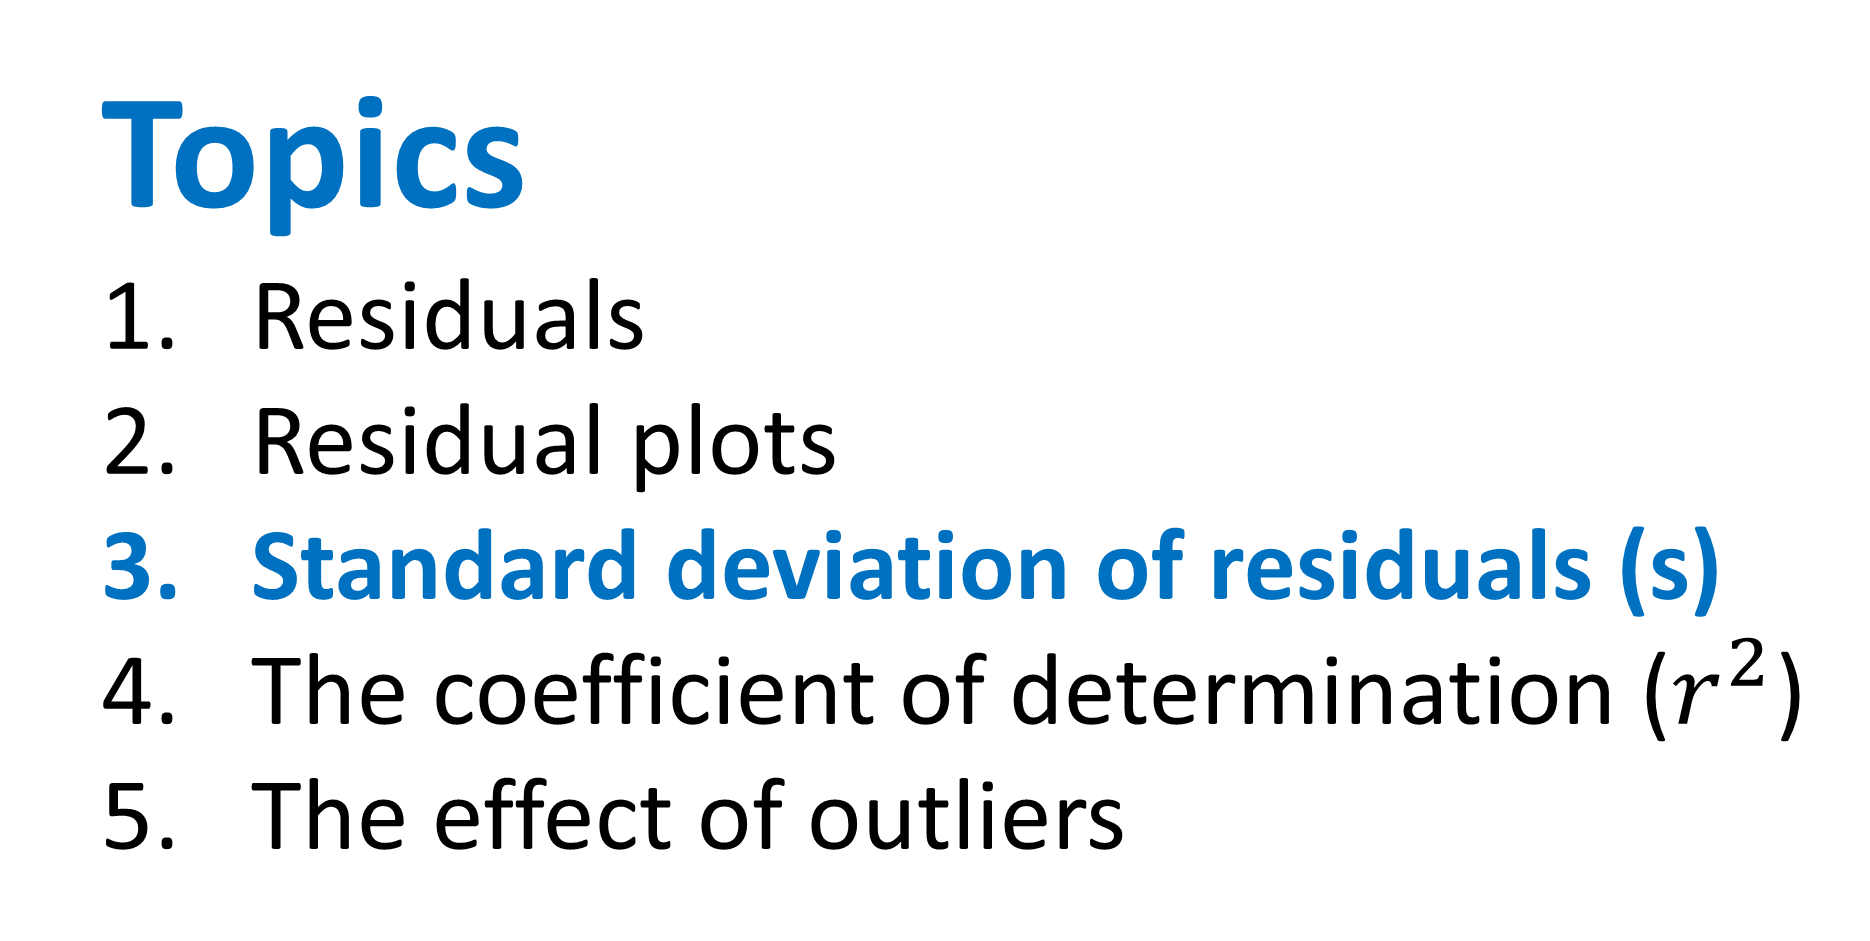 Topics
1. Residuals
2. Residual plots
3. Standard deviation of residuals (s)
4. The coefficient of determination (r²)
5. The effect of outliers